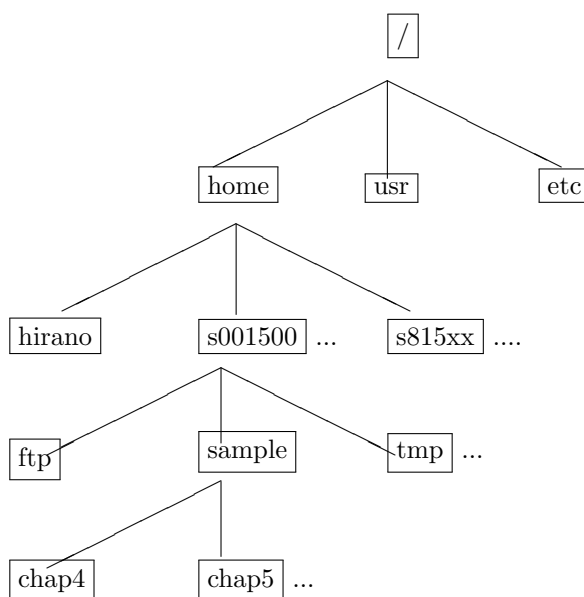 /
home usr etc
hirano s001500 ... s815xx ....
ftp sample tmp ...
chap4 chap5 ...